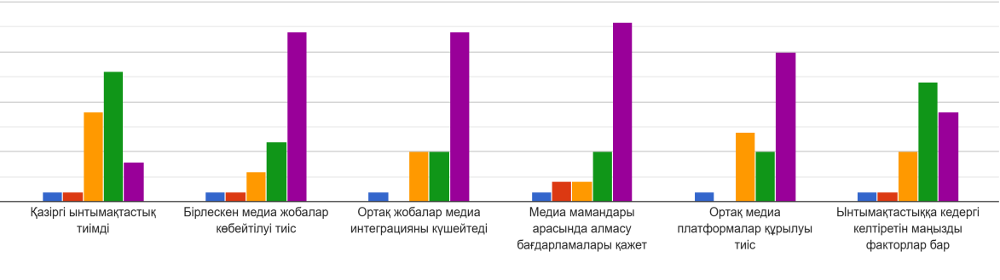 Қазіргі ынтымақтастық
тиімді
Бірлескен медиа жобалар
көбейтілуі тиіс
Ортақ жобалар медиа
интеграцияны күшейтеді
Медиа мамандары
арасында алмасу
бағдарламалары қажет
Ортақ медиа
платформалар құрылуы
тиіс
Ынтымақтастыққа кедергі
келтіретін маңызды
факторлар бар